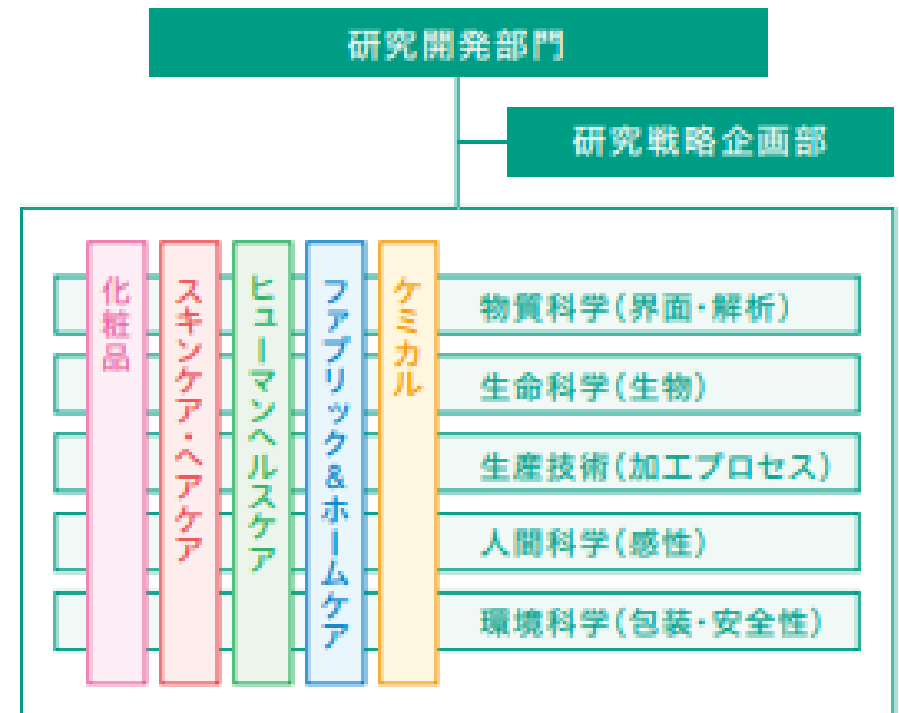 研究開発部門
研究戦略企画部
化粧品
スキンケア・ヘアケア
ヒューマンヘルスケア
ファブリック&ホームケア
ケミカル
物質科学(界面・解析)
生命科学(生物)
生産技術(加工プロセス)
人間科学(感性)
環境科学(包装・安全性)